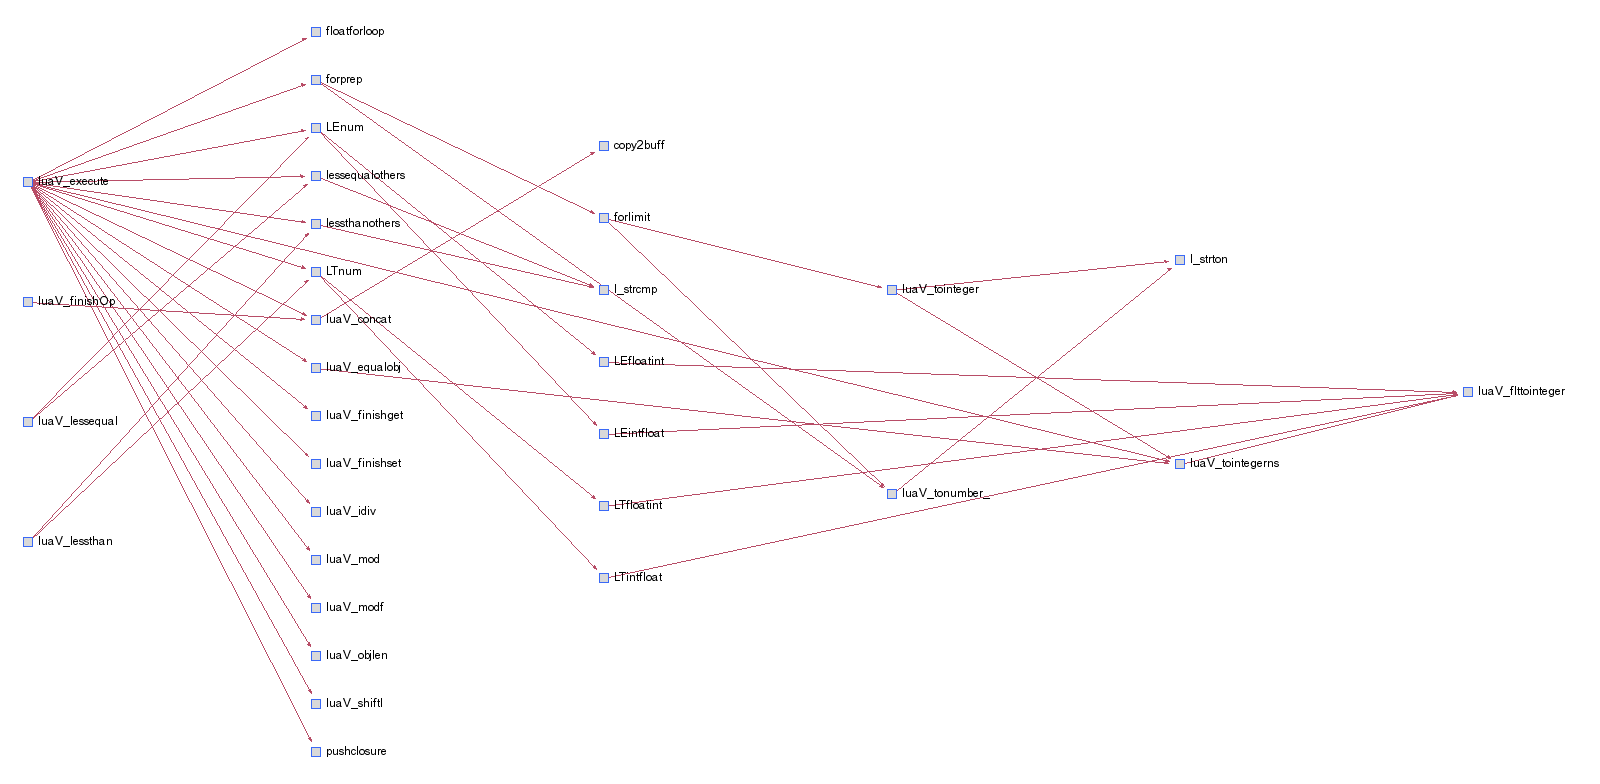 luaV_execute
luaV_finishOp
luaV_lessequal
luaV_lessthan
floatforloop
forprep
LEnum
lessequalothers
lessthanothers
LTnum
luaV_concat
luaV_equalobj
luaV_finishget
luaV_finishset
luaV_idiv
luaV_mod
luaV_modf
luaV_objlen
luaV_shiftl
pushclosure
copy2buff
forlimit
l_strcmp
LEfloatint
LEintfloat
LTfloatint
LTintfloat
luaV_tointeger
luaV_tonumber_
l_strton
luaV_tointegerns
luaV_flttointeger